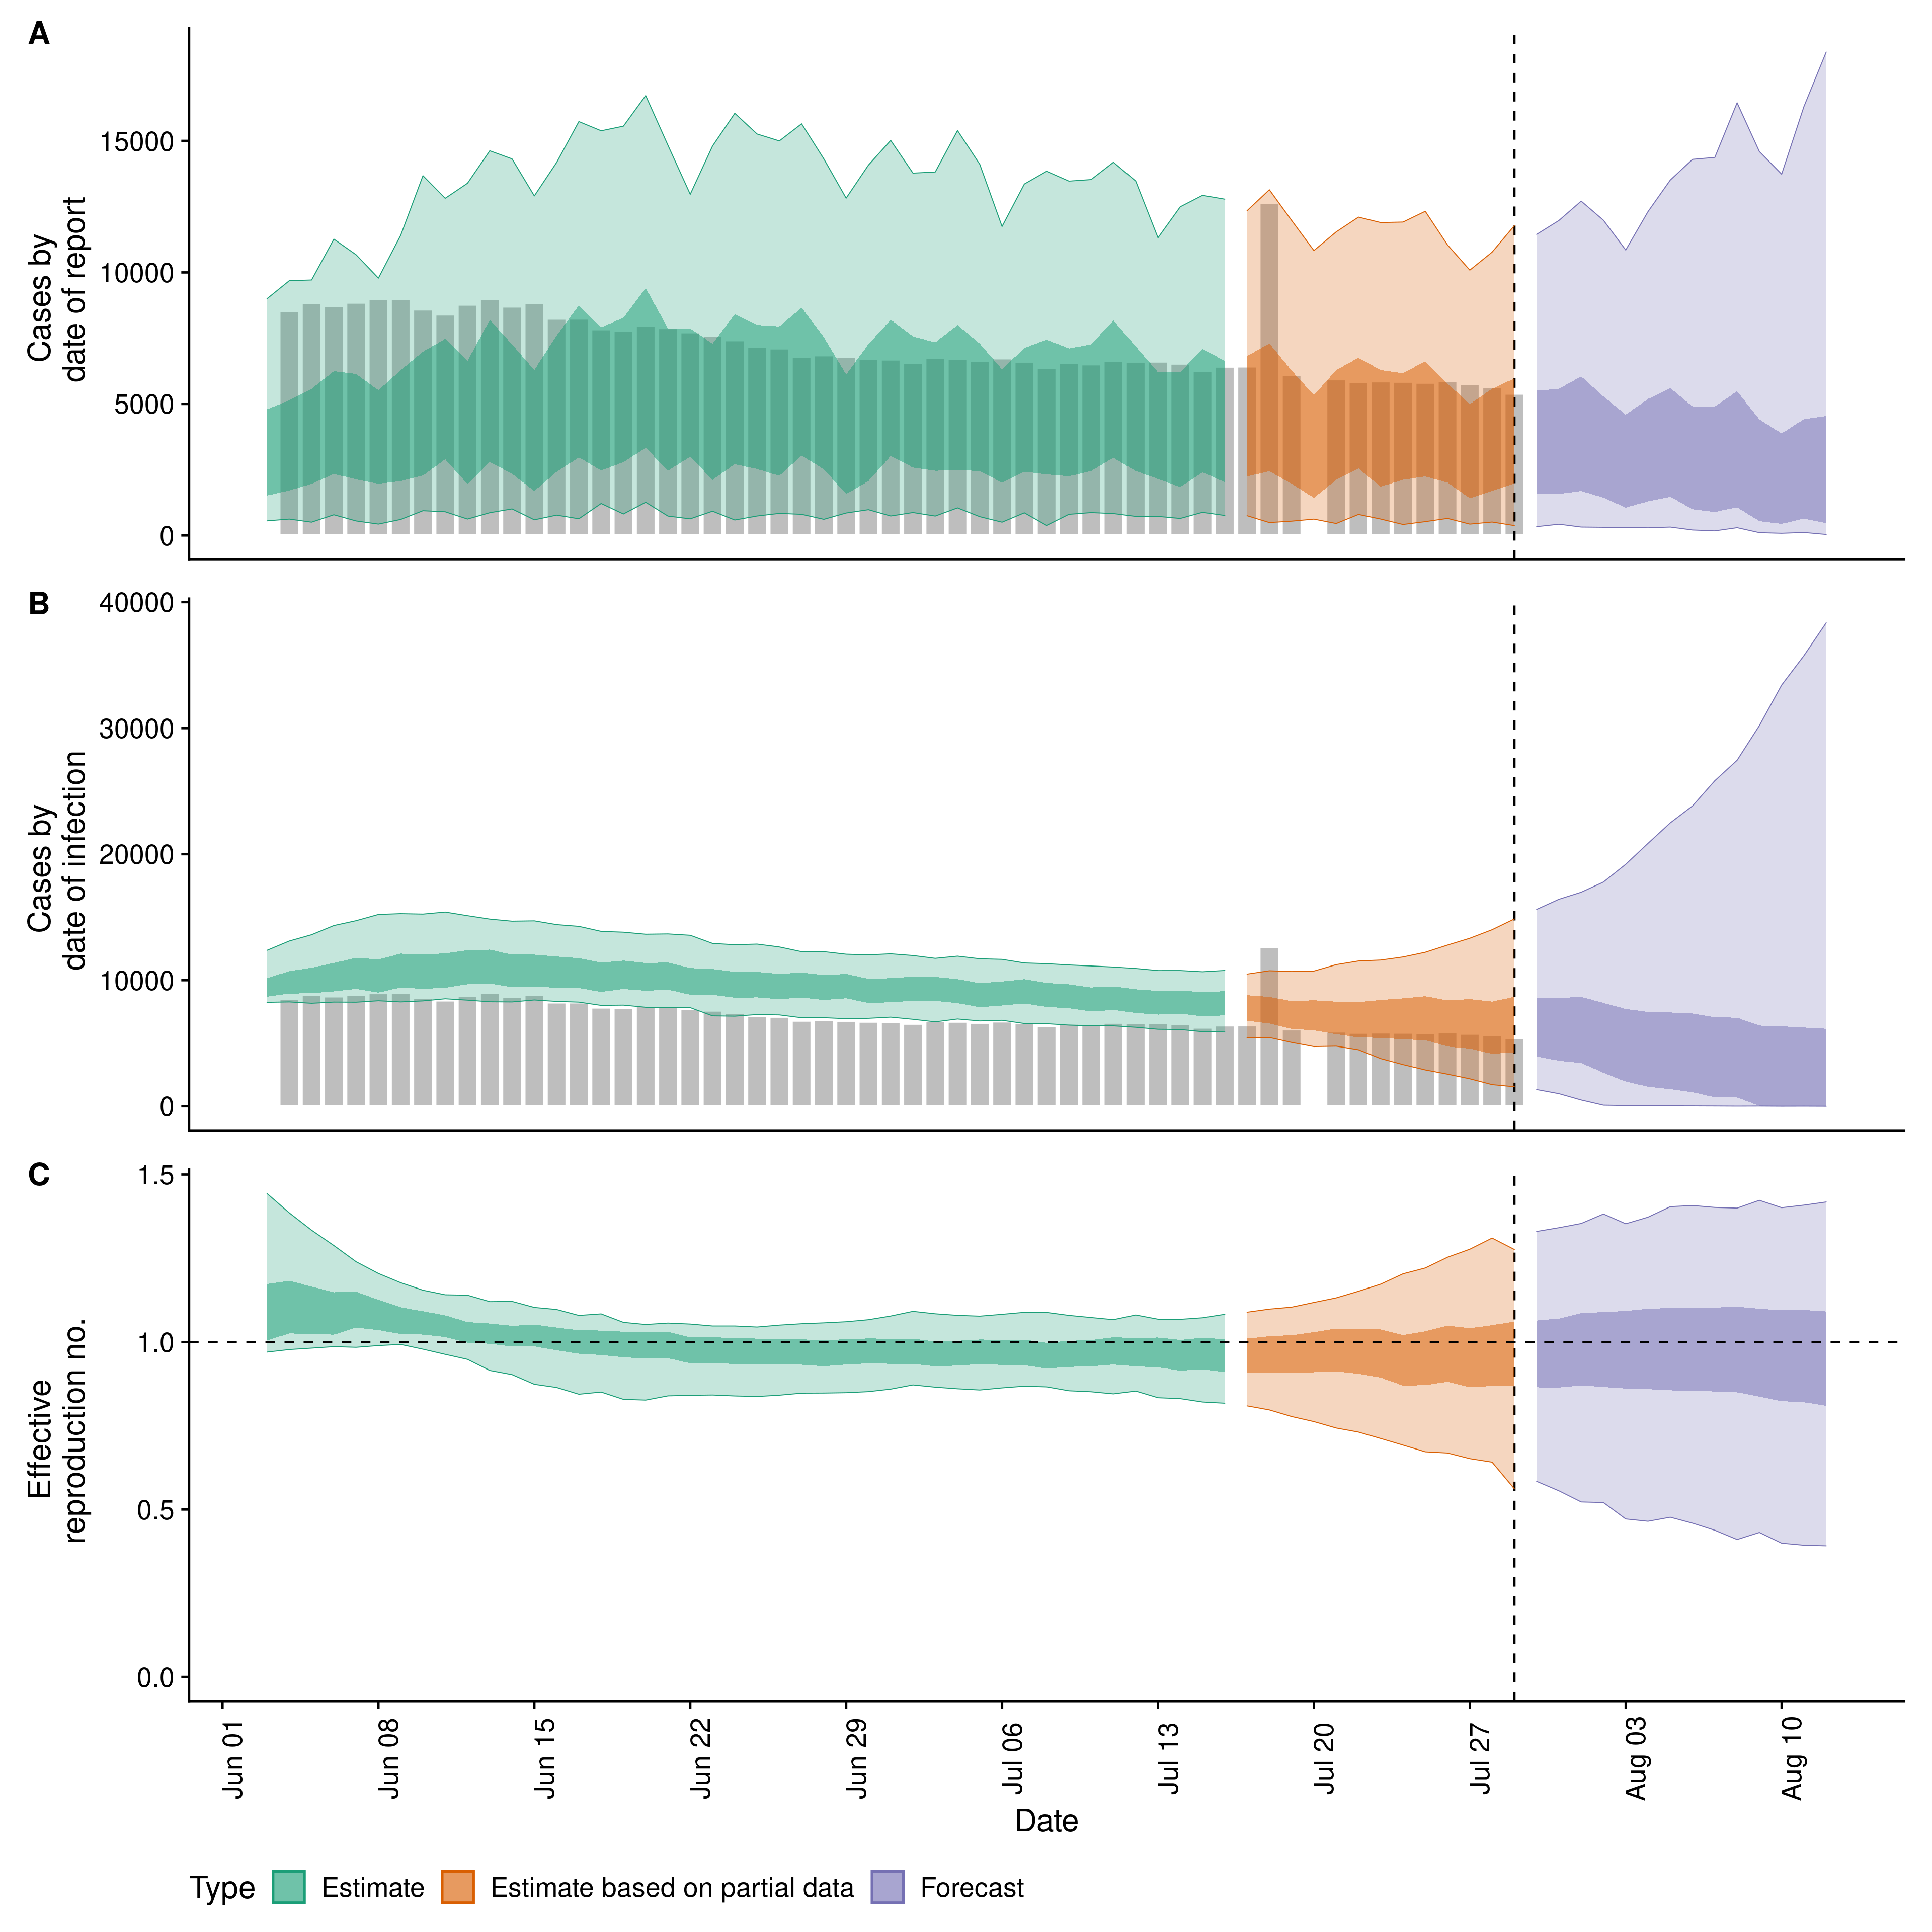 A
Cases by
date of report
15000
10000
5000
0
B
Cases by
date of infection
40000
30000
20000
10000
0
C
Effective
reproduction no.
1.5
1.0
0.5
0.0
Jun 01
Jun 08
Jun 15
Jun 22
Jun 29
Jul 06
Jul 13
Jul 20
Jul 27
Aug 03
Aug 10
Date
Type Estimate Estimate based on partial data Forecast